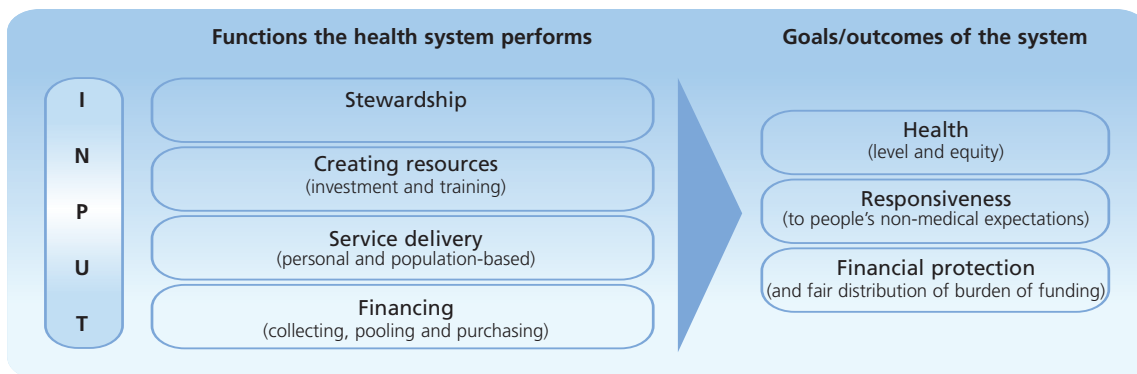 Functions the health system performs
Goals/outcomes of the system
I
N
P
U
T
Stewardship
Creating resources
(investment and training)
Service delivery
(personal and population-based)
Financing
(collecting, pooling and purchasing)
Health
(level and equity)
Responsiveness
(to people's non-medical expectations)
Financial protection
(and fair distribution of burden of funding)